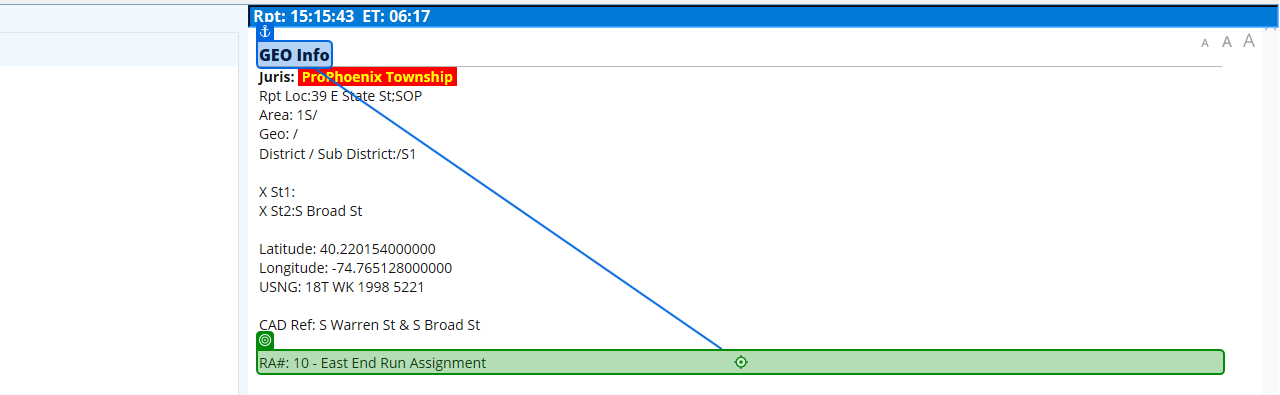 Rpt: 15:15:43 ET: 06:17
A A A
GEO Info
Juris: ProPhoenix Township
Rpt Loc:39 E State St;SOP
Area: 1S/
Geo: /
District / Sub District:/S1
X St1:
X St2:S Broad St
Latitude: 40.220154000000
Longitude: -74.765128000000
USNG: 18T WK 1998 5221
CAD Ref: S Warren St & S Broad St
RA#: 10 - East End Run Assignment